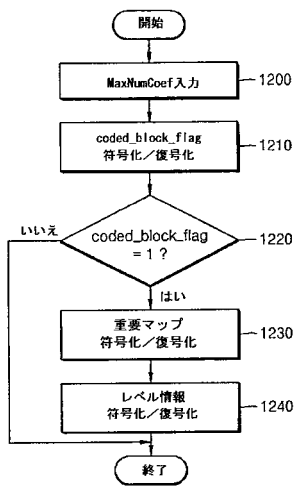 開始
MaxNumCoef入力
1200
coded_block_flag
符号化／復号化
1210
coded_block_flag
= 1 ?
1220
いいえ
はい
重要マップ
符号化／復号化
1230
レベル情報
符号化／復号化
1240
終了